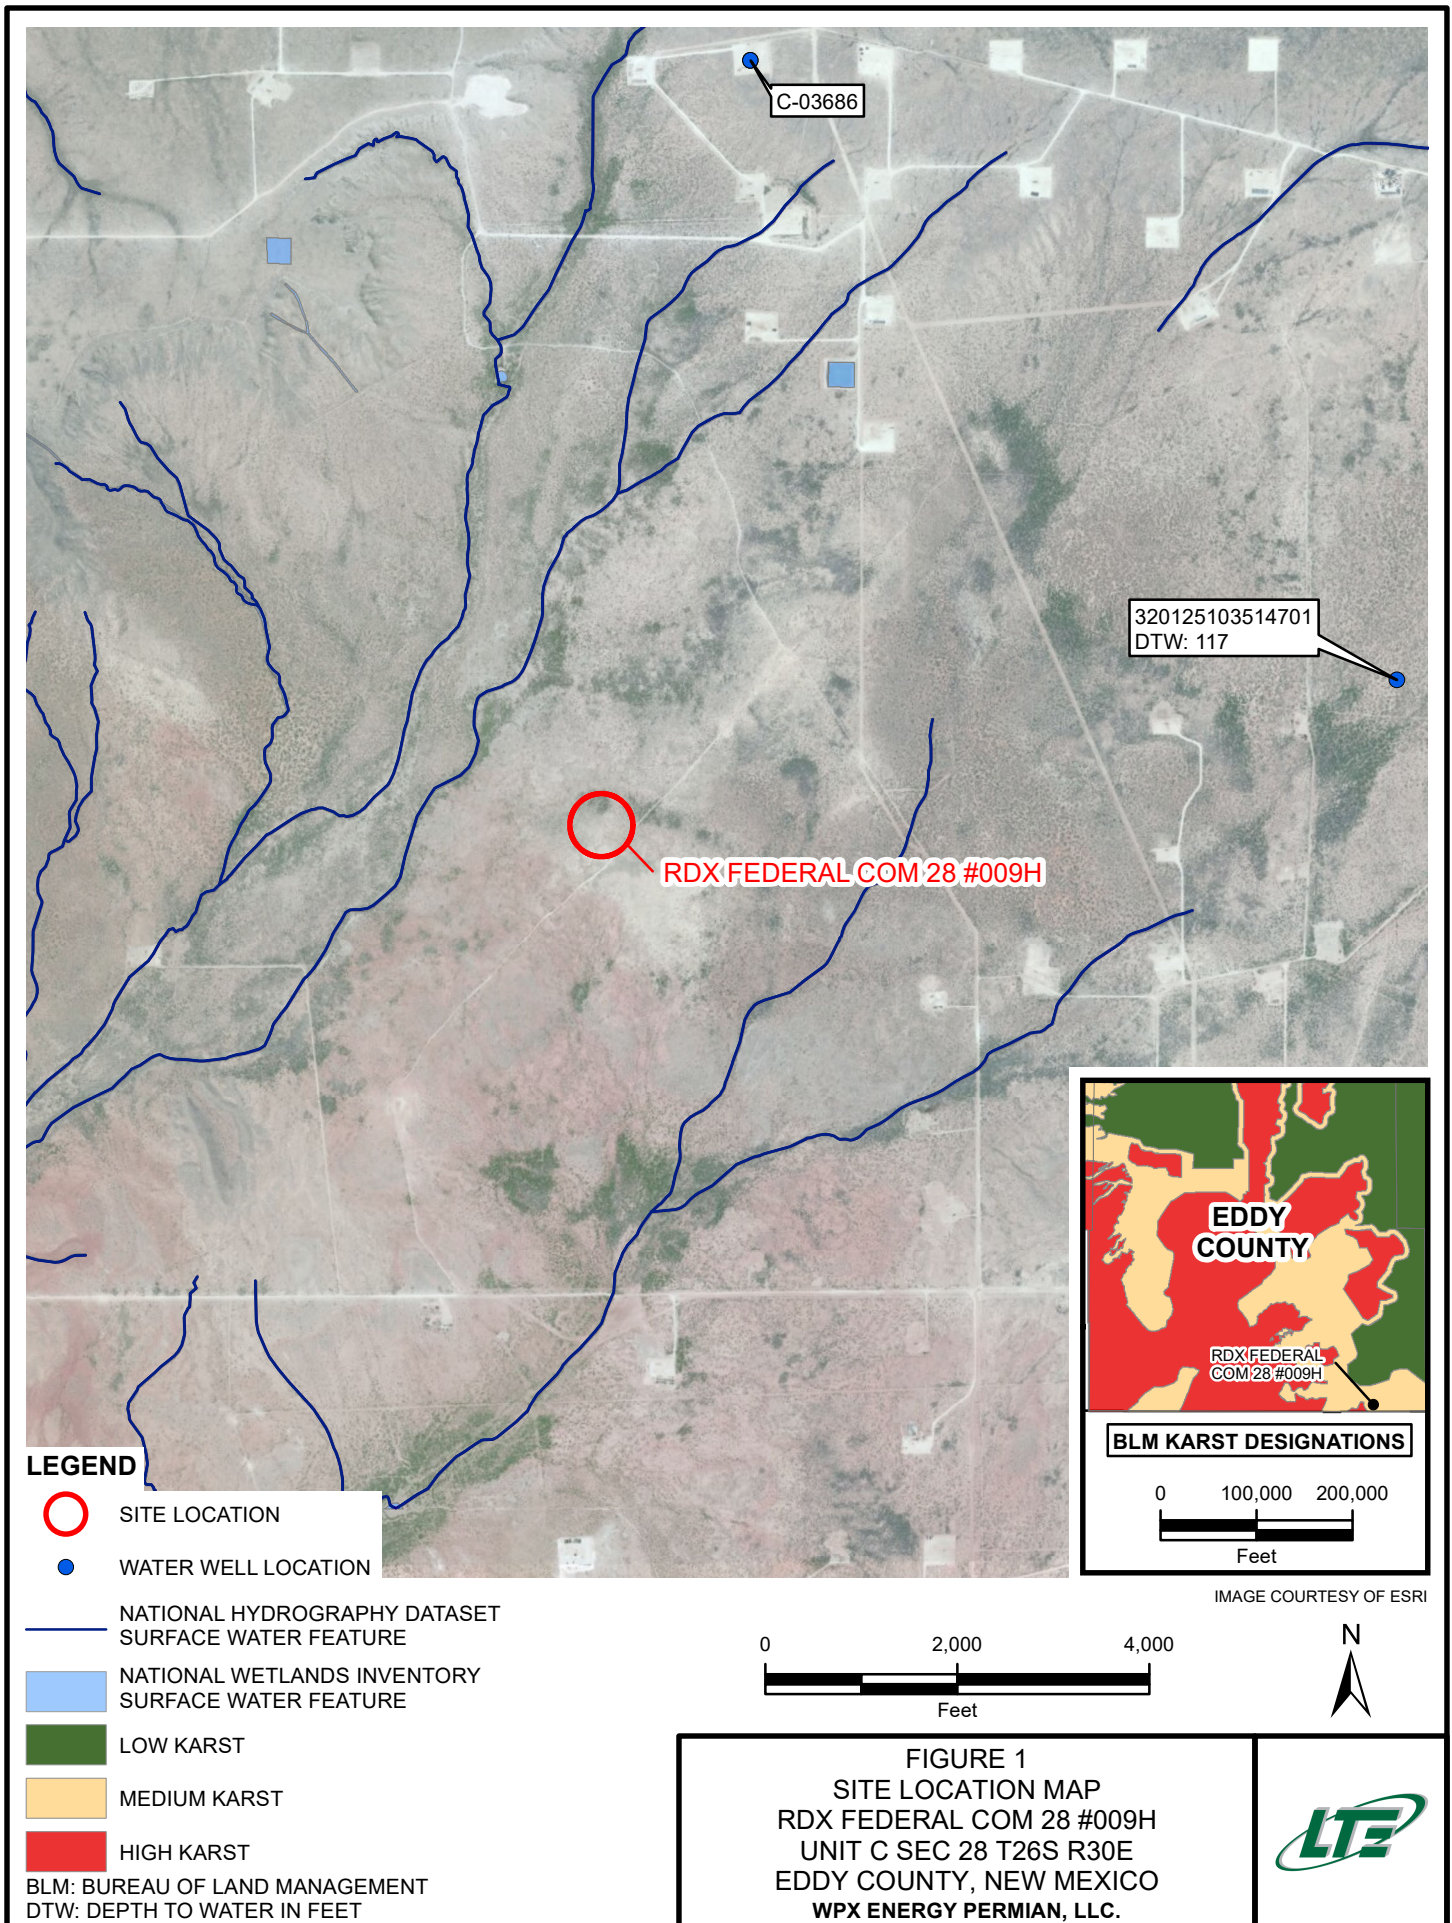 C-03686
320125103514701
DTW: 117
RDX FEDERAL COM 28 #009H
EDDY
COUNTY
RDX FEDERAL
COM 28 #009H
BLM KARST DESIGNATIONS
0 100,000 200,000
Feet
LEGEND
SITE LOCATION
WATER WELL LOCATION
NATIONAL HYDROGRAPHY DATASET
SURFACE WATER FEATURE
NATIONAL WETLANDS INVENTORY
SURFACE WATER FEATURE
LOW KARST
MEDIUM KARST
HIGH KARST
BLM: BUREAU OF LAND MANAGEMENT
DTW: DEPTH TO WATER IN FEET
IMAGE COURTESY OF ESRI
0 2,000 4,000
Feet
N
FIGURE 1
SITE LOCATION MAP
RDX FEDERAL COM 28 #009H
UNIT C SEC 28 T26S R30E
EDDY COUNTY, NEW MEXICO
WPX ENERGY PERMIAN, LLC.
LTE